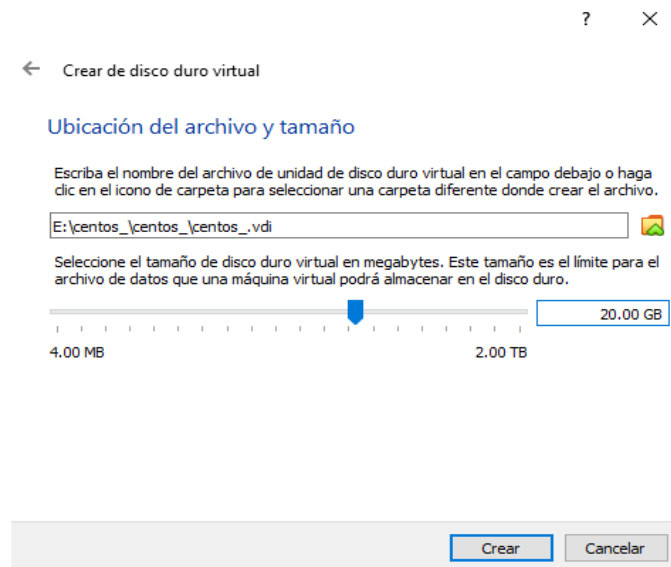 ?
Crear de disco duro virtual
Ubicación del archivo y tamaño
Escriba el nombre del archivo de unidad de disco duro virtual en el campo debajo o haga
clic en el icono de carpeta para seleccionar una carpeta diferente donde crear el archivo.
E:\centos_\centos_\centos_.vdi
Seleccione el tamaño de disco duro virtual en megabytes. Este tamaño es el límite para el
archivo de datos que una máquina virtual podrá almacenar en el disco duro.
20.00 GB
4.00 MB 2.00 TB
Crear Cancelar